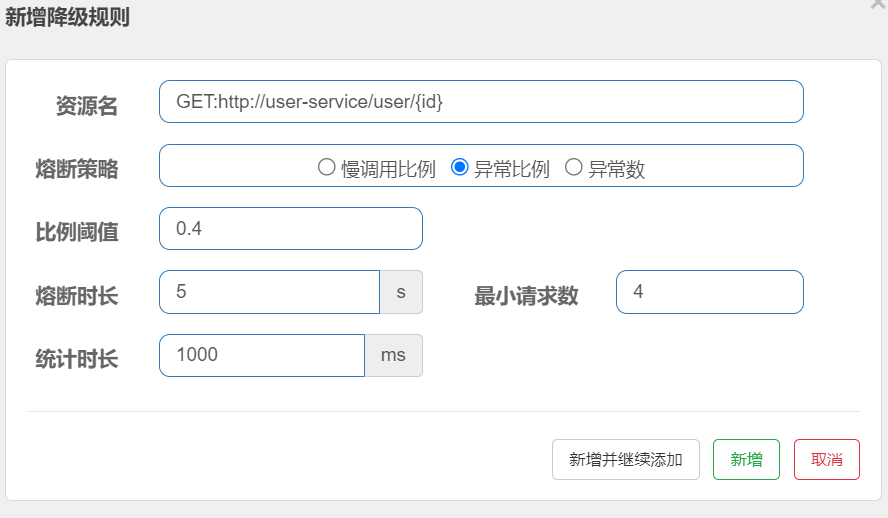 新增降级规则
资源名 GET:http://user-service/user/{id}
熔断策略 慢调用比例 异常比例 异常数
比例阈值 0.4
熔断时长 5 s 最小请求数 4
统计时长 1000 ms
新增并继续添加 新增 取消